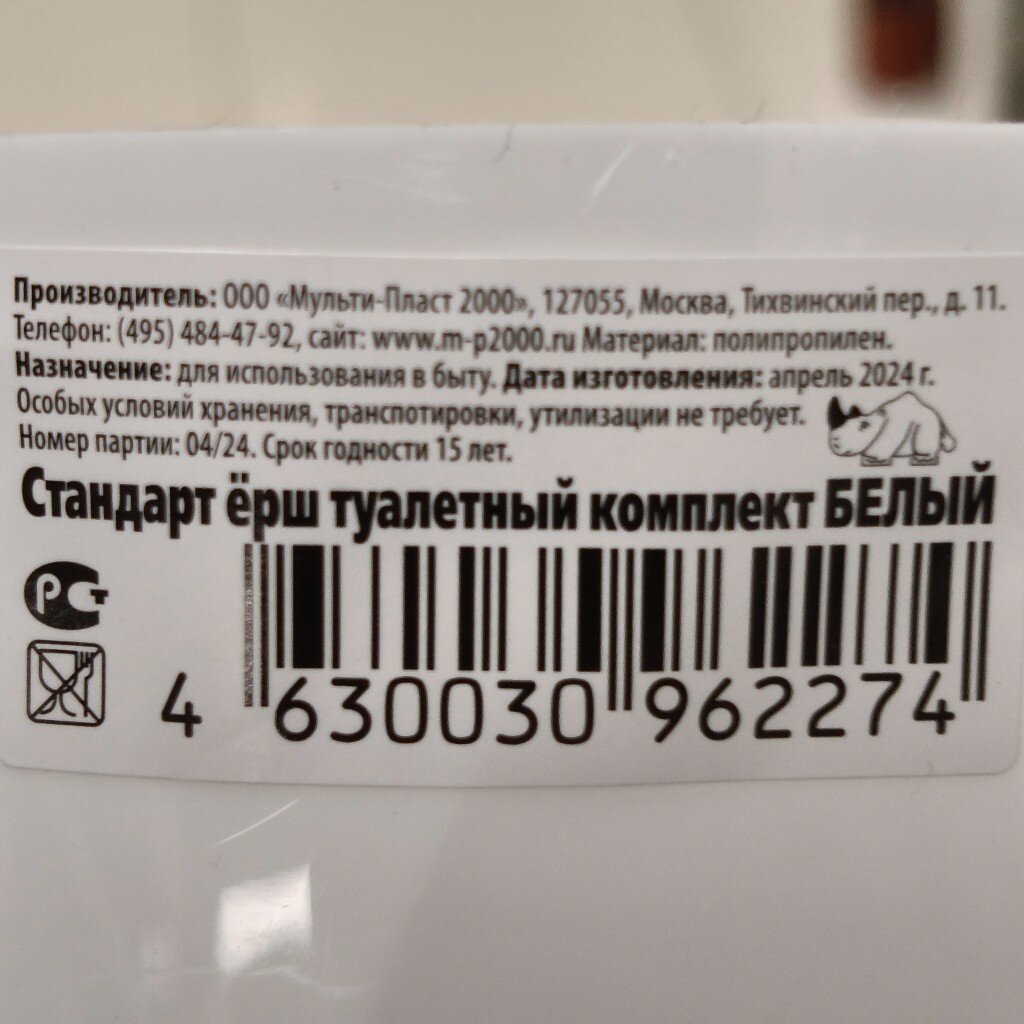 Производитель: ООО «Мульти-Пласт 2000», 127055, Москва, Тихвинский пер., д. 11.
Телефон: (495) 484-47-92, сайт: www.m-p2000.ru Материал: полипропилен.
Назначение: для использования в быту. Дата изготовления: апрель 2024 г.
Особых условий хранения, транспотировки, утилизации не требует.
Номер партии: 04/24. Срок годности 15 лет.
Стандарт ёрш туалетный комплект БЕЛЫЙ
РСТ
4 630030 962274